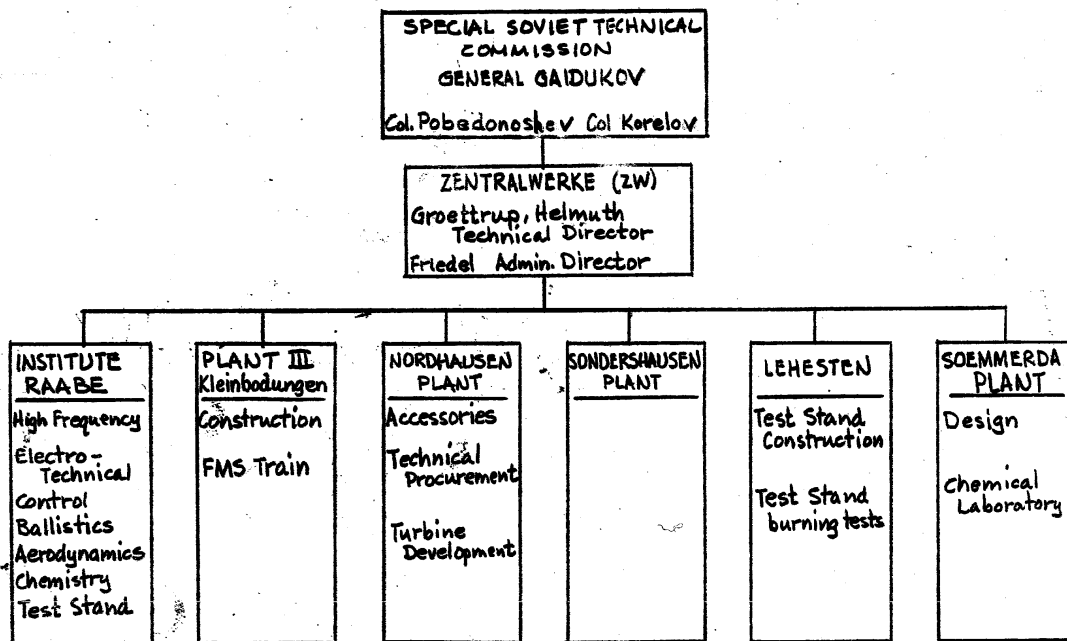 SPECIAL SOVIET TECHNICAL
COMMISSION
GENERAL GAIDUKOV
Col. Pobedonoshev Col Korelov
ZENTRALWERKE (ZW)
Groettrup, Helmuth
Technical Director
Friedel Admin. Director
INSTITUTE
RAABE
High Frequency
Electro-
Technical
Control
Ballistics
Aerodynamics
Chemistry
Test Stand
PLANT III
Kleinbodungen
Construction
FMS Train
NORDHAUSEN
PLANT
Accessories
Technical
Procurement
Turbine
Development
SONDERSHAUSEN
PLANT
LEHESTEN
Test Stand
Construction
Test Stand
burning tests
SOEMMERDA
PLANT
Design
Chemical
Laboratory